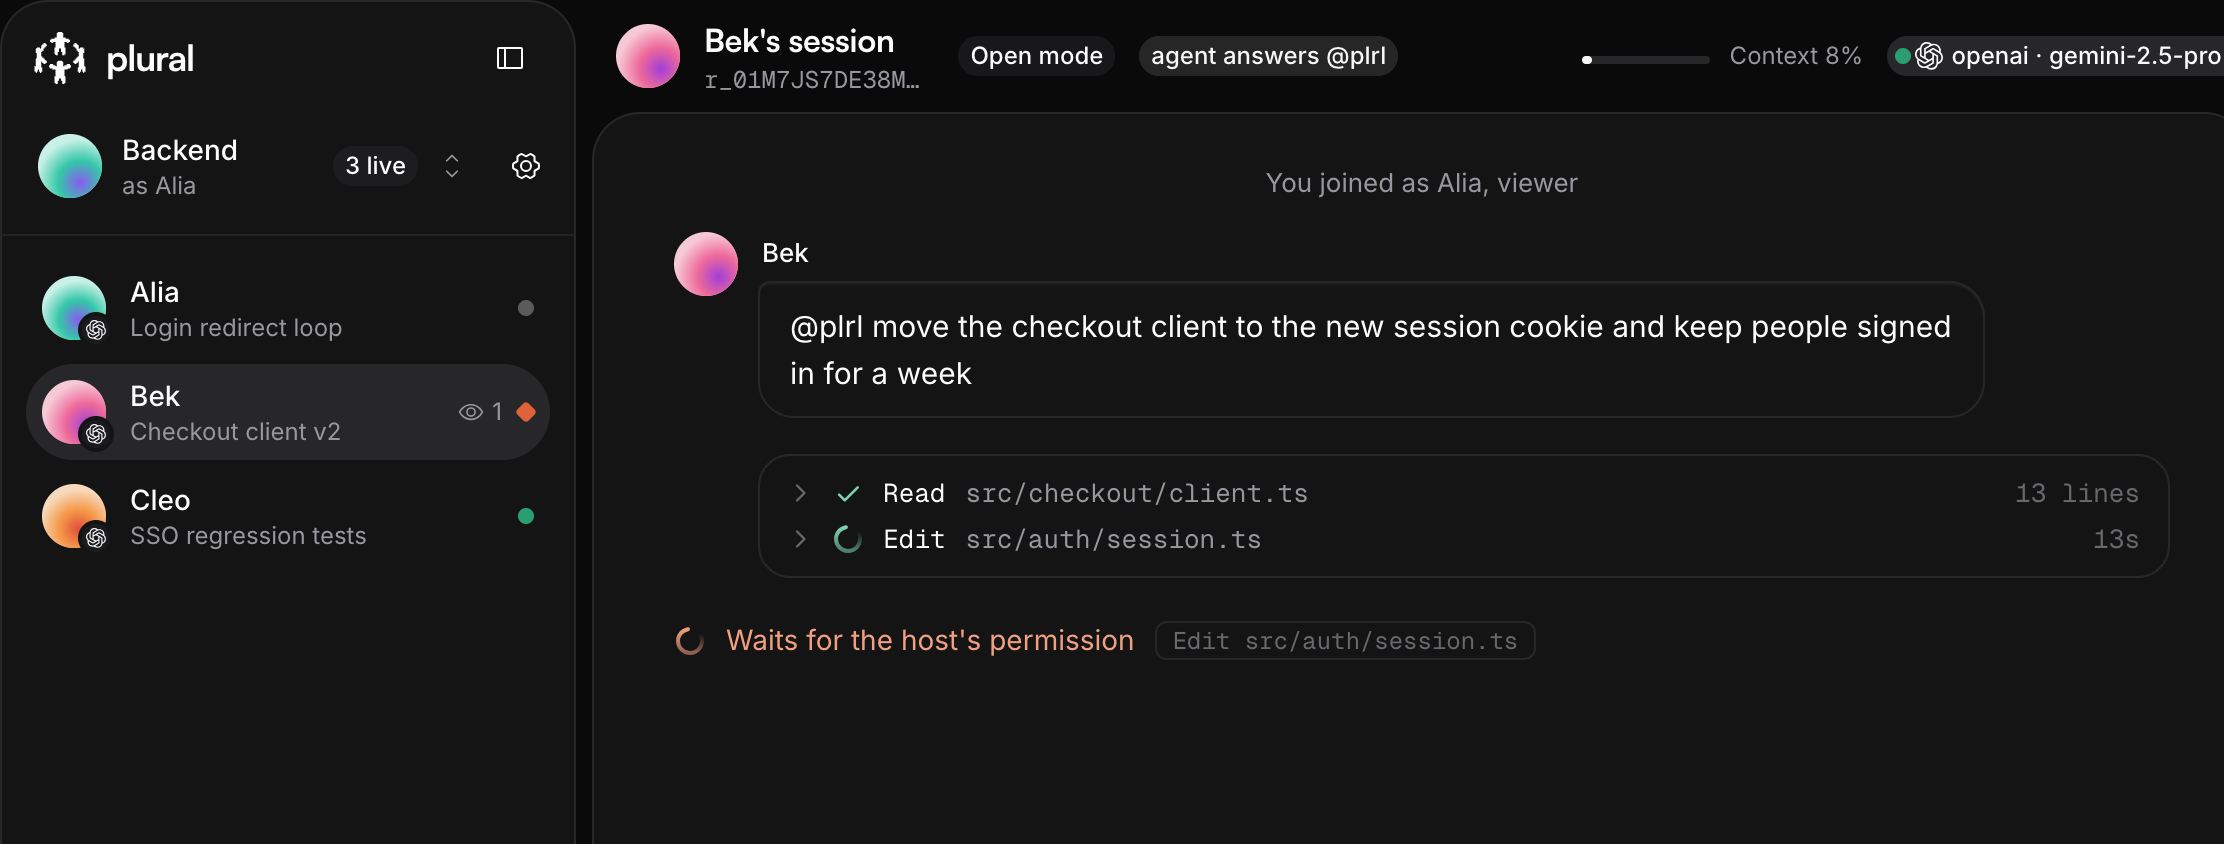 plural
Backend
as Alia
3 live
Alia
Login redirect loop
Bek
Checkout client v2
1
Cleo
SSO regression tests
Bek's session
r_01M7JS7DE38M…
Open mode
agent answers @plrl
Context 8%
openai · gemini-2.5-pro
You joined as Alia, viewer
Bek
@plrl move the checkout client to the new session cookie and keep people signed
in for a week
Read src/checkout/client.ts 13 lines
Edit src/auth/session.ts 13s
Waits for the host's permission Edit src/auth/session.ts